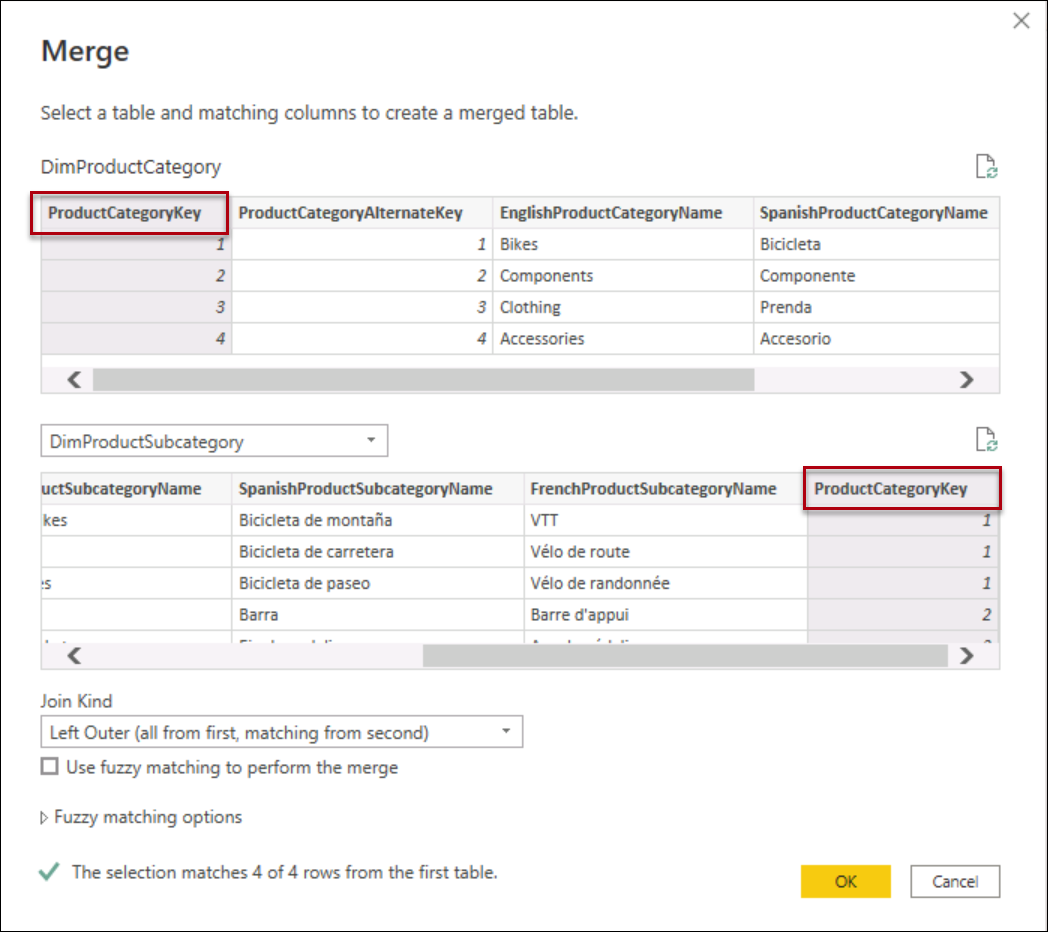 Merge
Select a table and matching columns to create a merged table.
DimProductCategory
ProductCategoryKey ProductCategoryAlternateKey EnglishProductCategoryName SpanishProductCategoryName
1 1 Bikes Bicicleta
2 2 Components Componente
3 3 Clothing Prenda
4 4 Accessories Accesorio
DimProductSubcategory
uctSubcategoryName SpanishProductSubcategoryName FrenchProductSubcategoryName ProductCategoryKey
kes Bicicleta de montaña VTT 1
Bicicleta de carretera Vélo de route 1
es Bicicleta de paseo Vélo de randonnée 1
Barra Barre d'appui 2
Join Kind
Left Outer (all from first, matching from second)
Use fuzzy matching to perform the merge
Fuzzy matching options
The selection matches 4 of 4 rows from the first table.
OK Cancel